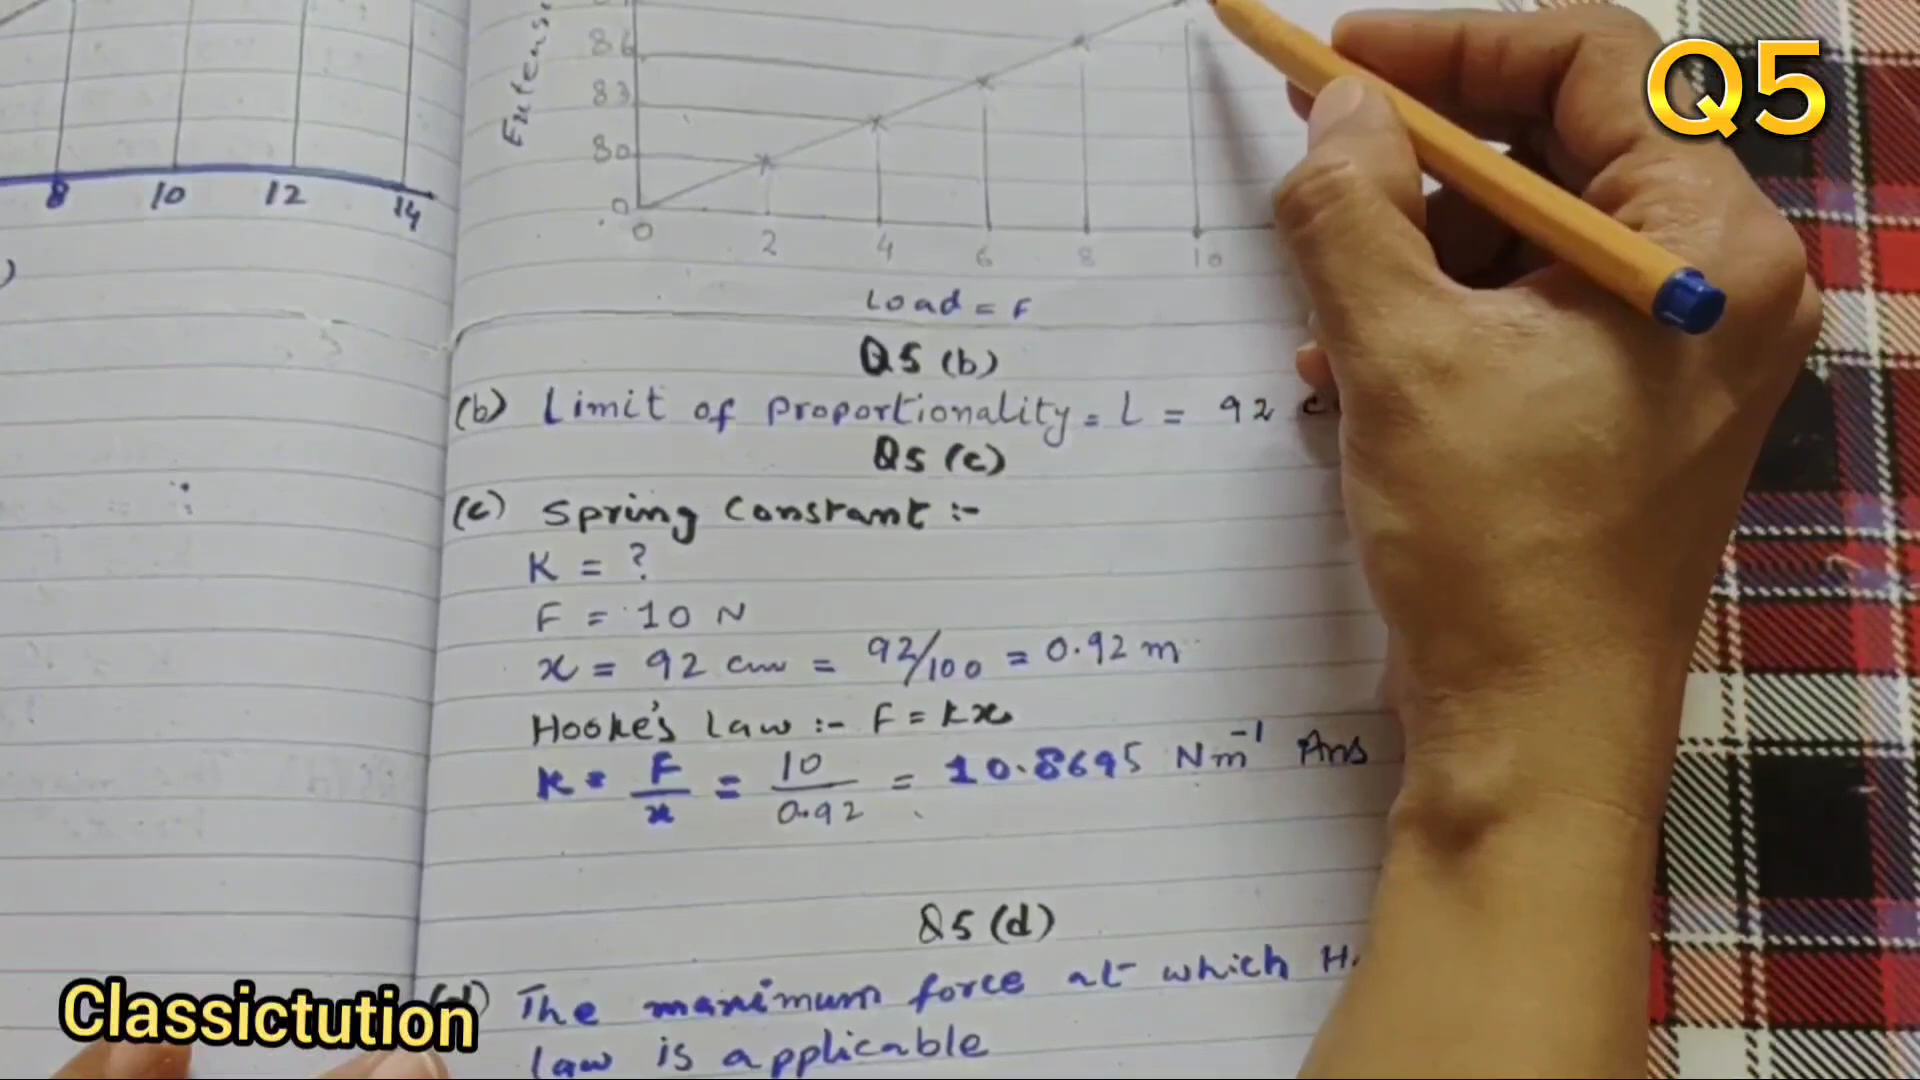 Q5
86
83
80
0
0 2 4 6 8 10
8 10 12 14
Load = F
Q5 (b)
(b) Limit of proportionality = L = 92
Q5 (c)
(c) Spring Constant :-
K = ?
F = 10 N
x = 92 cm = 92/100 = 0.92 m
Hooke's Law :- F = kx
K = F/x = 10/0.92 = 10.8695 Nm⁻¹ Ans
Q5 (d)
(d) The maximum force at which
law is applicable
Classictution